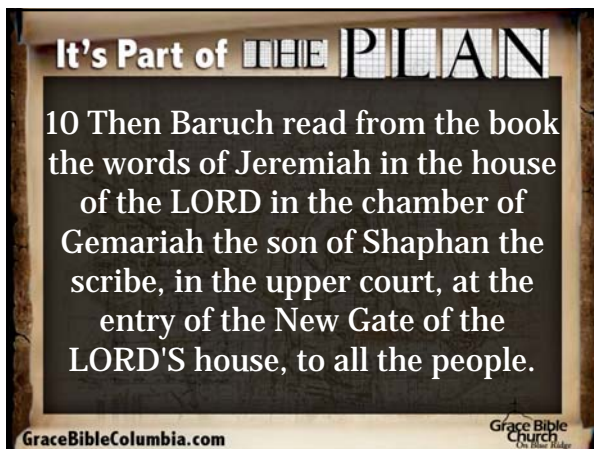 It's Part of THE PLAN
10 Then Baruch read from the book
the words of Jeremiah in the house
of the LORD in the chamber of
Gemariah the son of Shaphan the
scribe, in the upper court, at the
entry of the New Gate of the
LORD'S house, to all the people.
GraceBibleColumbia.com
Grace Bible
Church
On Blue Ridge